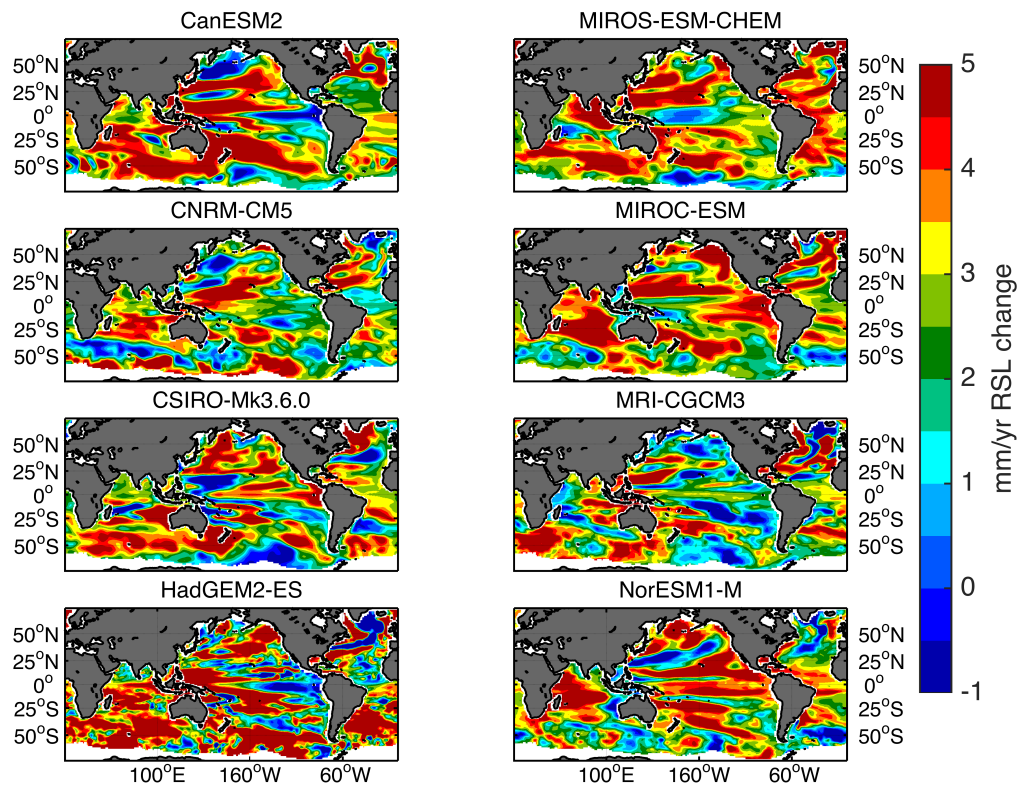 CanESM2
MIROS-ESM-CHEM
50°N
25°N
0°
25°S
50°S
50°N
25°N
0°
25°S
50°S
CNRM-CM5
MIROC-ESM
50°N
25°N
0°
25°S
50°S
50°N
25°N
0°
25°S
50°S
CSIRO-Mk3.6.0
MRI-CGCM3
50°N
25°N
0°
25°S
50°S
50°N
25°N
0°
25°S
50°S
HadGEM2-ES
NorESM1-M
50°N
25°N
0°
25°S
50°S
50°N
25°N
0°
25°S
50°S
100°E
160°W
60°W
100°E
160°W
60°W
5
4
3
2
1
0
-1
mm/yr RSL change